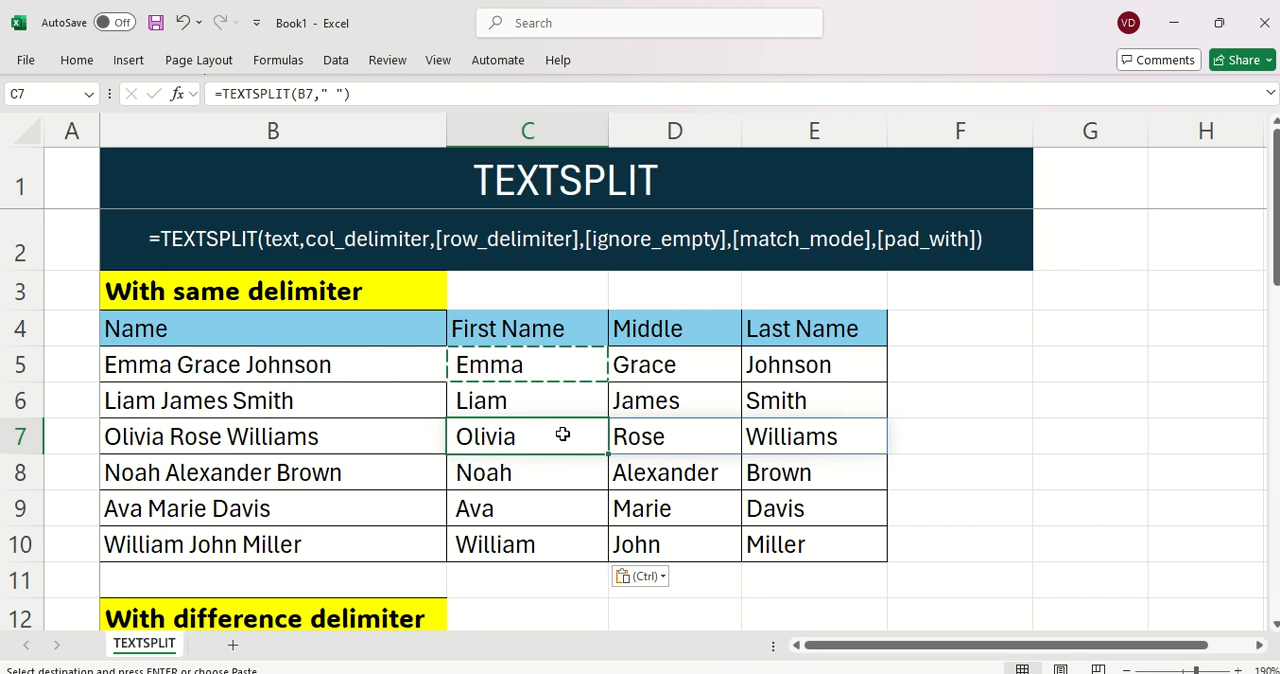 AutoSave Off Book1 - Excel Search VD
File Home Insert Page Layout Formulas Data Review View Automate Help Comments Share
C7 fx =TEXTSPLIT(B7," ")
A B C D E F G H
1 TEXTSPLIT
2 =TEXTSPLIT(text,col_delimiter,[row_delimiter],[ignore_empty],[match_mode],[pad_with])
3 With same delimiter
4 Name First Name Middle Last Name
5 Emma Grace Johnson Emma Grace Johnson
6 Liam James Smith Liam James Smith
7 Olivia Rose Williams Olivia Rose Williams
8 Noah Alexander Brown Noah Alexander Brown
9 Ava Marie Davis Ava Marie Davis
10 William John Miller William John Miller
11 (Ctrl)
12 With difference delimiter
TEXTSPLIT
Select destination and press ENTER or choose Paste 190%